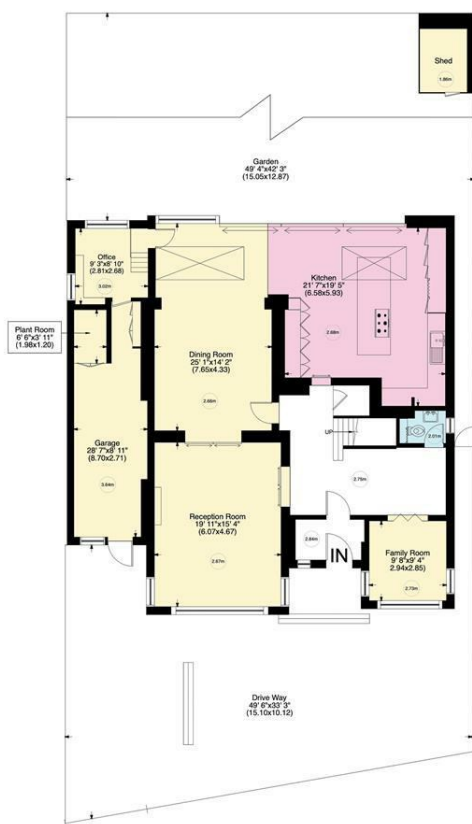 Shed
1.86m
Garden
49' 4"x42' 3"
(15.05x12.87)
Office
9' 3"x8' 10"
(2.81x2.68)
3.02m
Kitchen
21' 7"x19' 5"
(6.58x5.93)
2.88m
Plant Room
6' 6"x3' 11"
(1.98x1.20)
Dining Room
25' 1"x14' 2"
(7.65x4.33)
2.66m
Garage
28' 7"x8' 11"
(8.70x2.71)
3.64m
UP
2.01m
2.79m
Reception Room
19' 11"x15' 4"
(6.07x4.67)
2.67m
2.64m
IN
Family Room
9' 8"x9' 4"
2.94x2.85)
2.73m
Drive Way
49' 6"x33' 3"
(15.10x10.12)